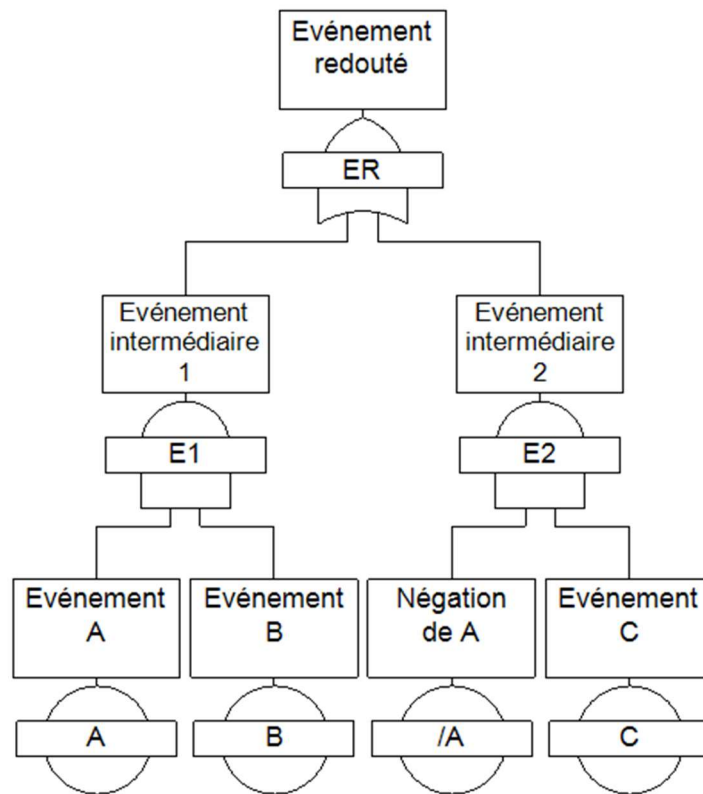 Evénement
redouté
ER
Evénement
intermédiaire
1
Evénement
intermédiaire
2
E1
E2
Evénement
A
Evénement
B
Négation
de A
Evénement
C
A
B
/A
C